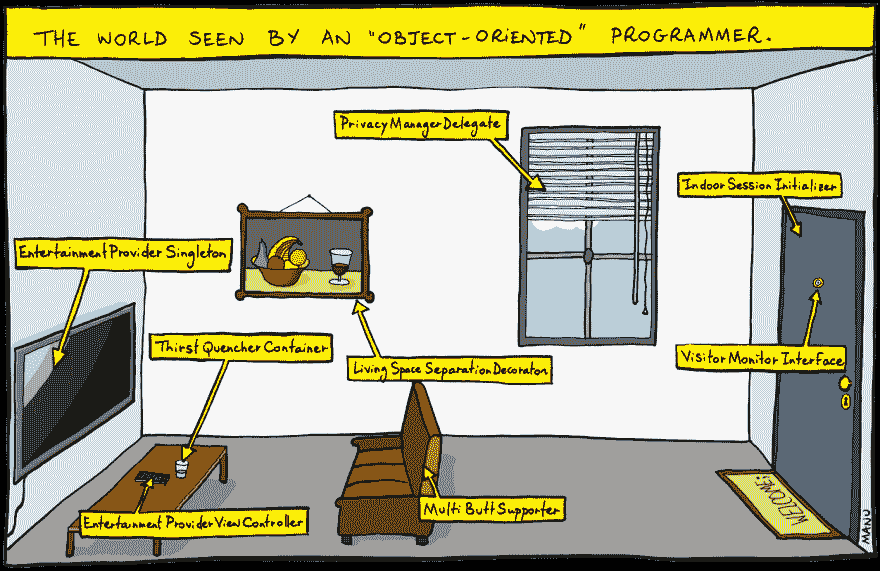 THE WORLD SEEN BY AN "OBJECT-ORIENTED" PROGRAMMER.
Privacy Manager Delegate
Indoor Session Initializer
Entertainment Provider Singleton
Thirst Quencher Container
Living Space Separation Decorator
Visitor Monitor Interface
Multi Butt Supporter
Entertainment Provider View Controller
WELCOME
MANU